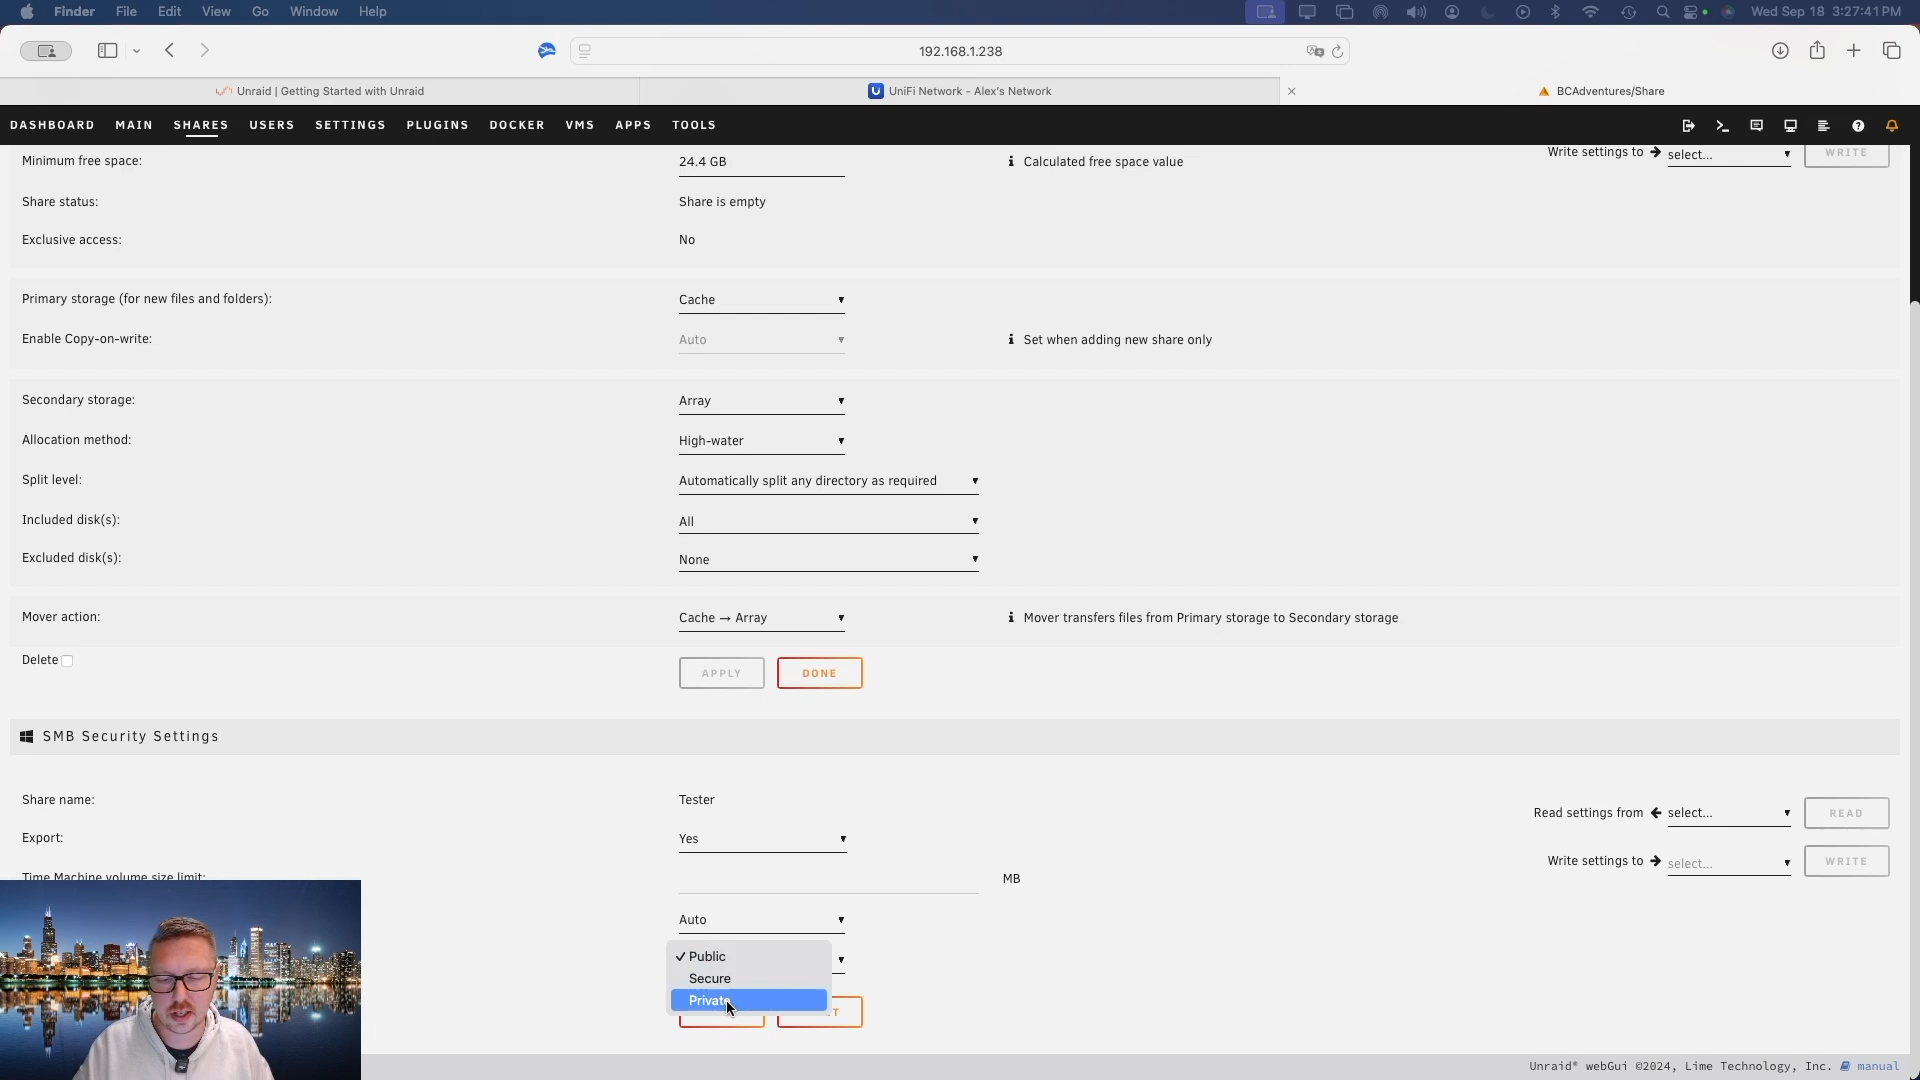 Finder File Edit View Go Window Help Wed Sep 18 3:27:41 PM
192.168.1.238
Unraid | Getting Started with Unraid UniFi Network - Alex's Network BCAdventures/Share
DASHBOARD MAIN SHARES USERS SETTINGS PLUGINS DOCKER VMS APPS TOOLS
Minimum free space: 24.4 GB Calculated free space value Write settings to select... WRITE
Share status: Share is empty
Exclusive access: No
Primary storage (for new files and folders): Cache
Enable Copy-on-write: Auto Set when adding new share only
Secondary storage: Array
Allocation method: High-water
Split level: Automatically split any directory as required
Included disk(s): All
Excluded disk(s): None
Mover action: Cache → Array Mover transfers files from Primary storage to Secondary storage
Delete APPLY DONE
SMB Security Settings
Share name: Tester Read settings from select... READ
Export: Yes
Write settings to select... WRITE
Time Machine volume size limit: MB
Auto
✓ Public
Secure
Private
Unraid® webGui ©2024, Lime Technology, Inc. manual